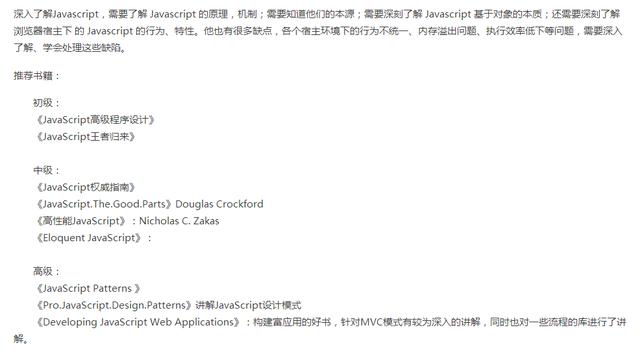 深入了解Javascript，需要了解 Javascript 的原理，机制；需要知道他们的本源；需要深刻了解 Javascript 基于对象的本质；还需要深刻了解
浏览器宿主下 的 Javascript 的行为、特性。他也有很多缺点，各个宿主环境下的行为不统一、内存溢出问题、执行效率低下等问题，需要深入
了解、学会处理这些缺陷。
推荐书籍：
初级：
《JavaScript高级程序设计》
《JavaScript王者归来》
中级：
《JavaScript权威指南》
《JavaScript.The.Good.Parts》Douglas Crockford
《高性能JavaScript》：Nicholas C. Zakas
《Eloquent JavaScript》：
高级：
《JavaScript Patterns 》
《Pro.JavaScript.Design.Patterns》讲解JavaScript设计模式
《Developing JavaScript Web Applications》：构建富应用的好书，针对MVC模式有较为深入的讲解，同时也对一些流程的库进行了讲
解。